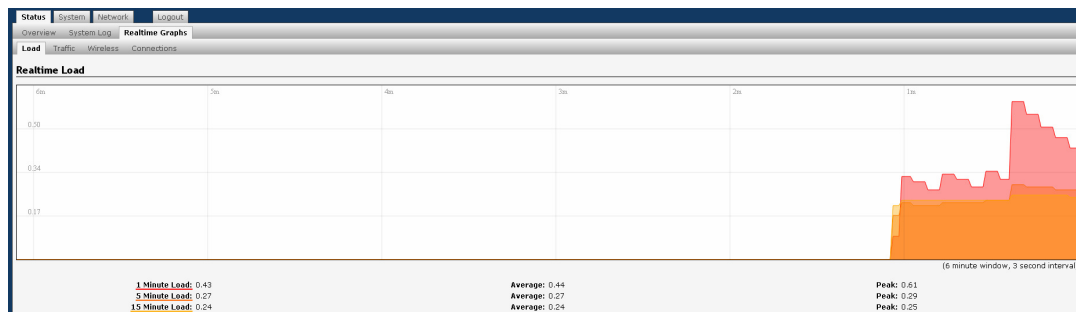 Status System Network Logout
Overview System Log Realtime Graphs
Load Traffic Wireless Connections
Realtime Load
6m 5m 4m 3m 2m 1m
0.50
0.34
0.17
(6 minute window, 3 second interval
1 Minute Load: 0.43 Average: 0.44 Peak: 0.61
5 Minute Load: 0.27 Average: 0.27 Peak: 0.29
15 Minute Load: 0.24 Average: 0.24 Peak: 0.25